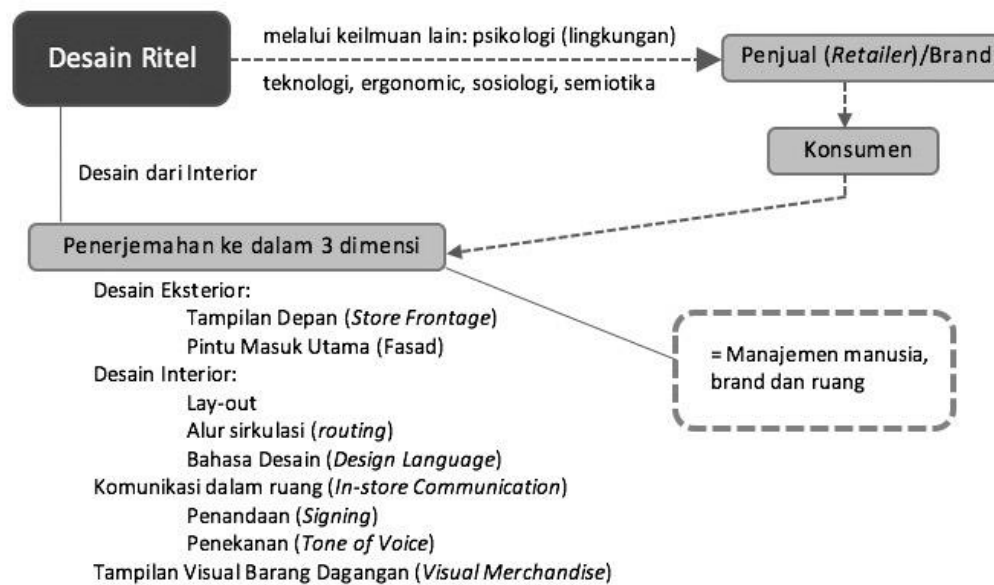 Desain Ritel
melalui keilmuan lain: psikologi (lingkungan)
teknologi, ergonomic, sosiologi, semiotika
Penjual (Retailer)/Brand
Konsumen
Desain dari Interior
Penerjemahan ke dalam 3 dimensi
Desain Eksterior:
Tampilan Depan (Store Frontage)
Pintu Masuk Utama (Fasad)
Desain Interior:
Lay-out
Alur sirkulasi (routing)
Bahasa Desain (Design Language)
Komunikasi dalam ruang (In-store Communication)
Penandaan (Signing)
Penekanan (Tone of Voice)
Tampilan Visual Barang Dagangan (Visual Merchandise)
= Manajemen manusia,
brand dan ruang